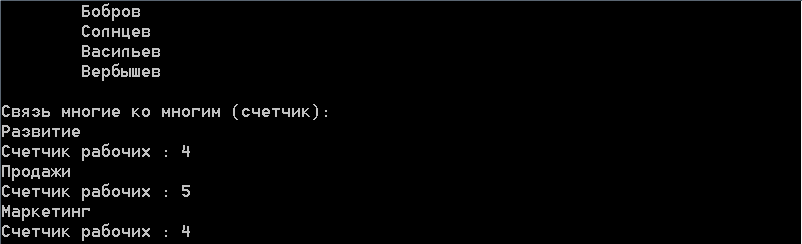 Бобров
Солнцев
Васильев
Вербышев
Связь многие ко многим (счетчик):
Развитие
Счетчик рабочих : 4
Продажи
Счетчик рабочих : 5
Маркетинг
Счетчик рабочих : 4